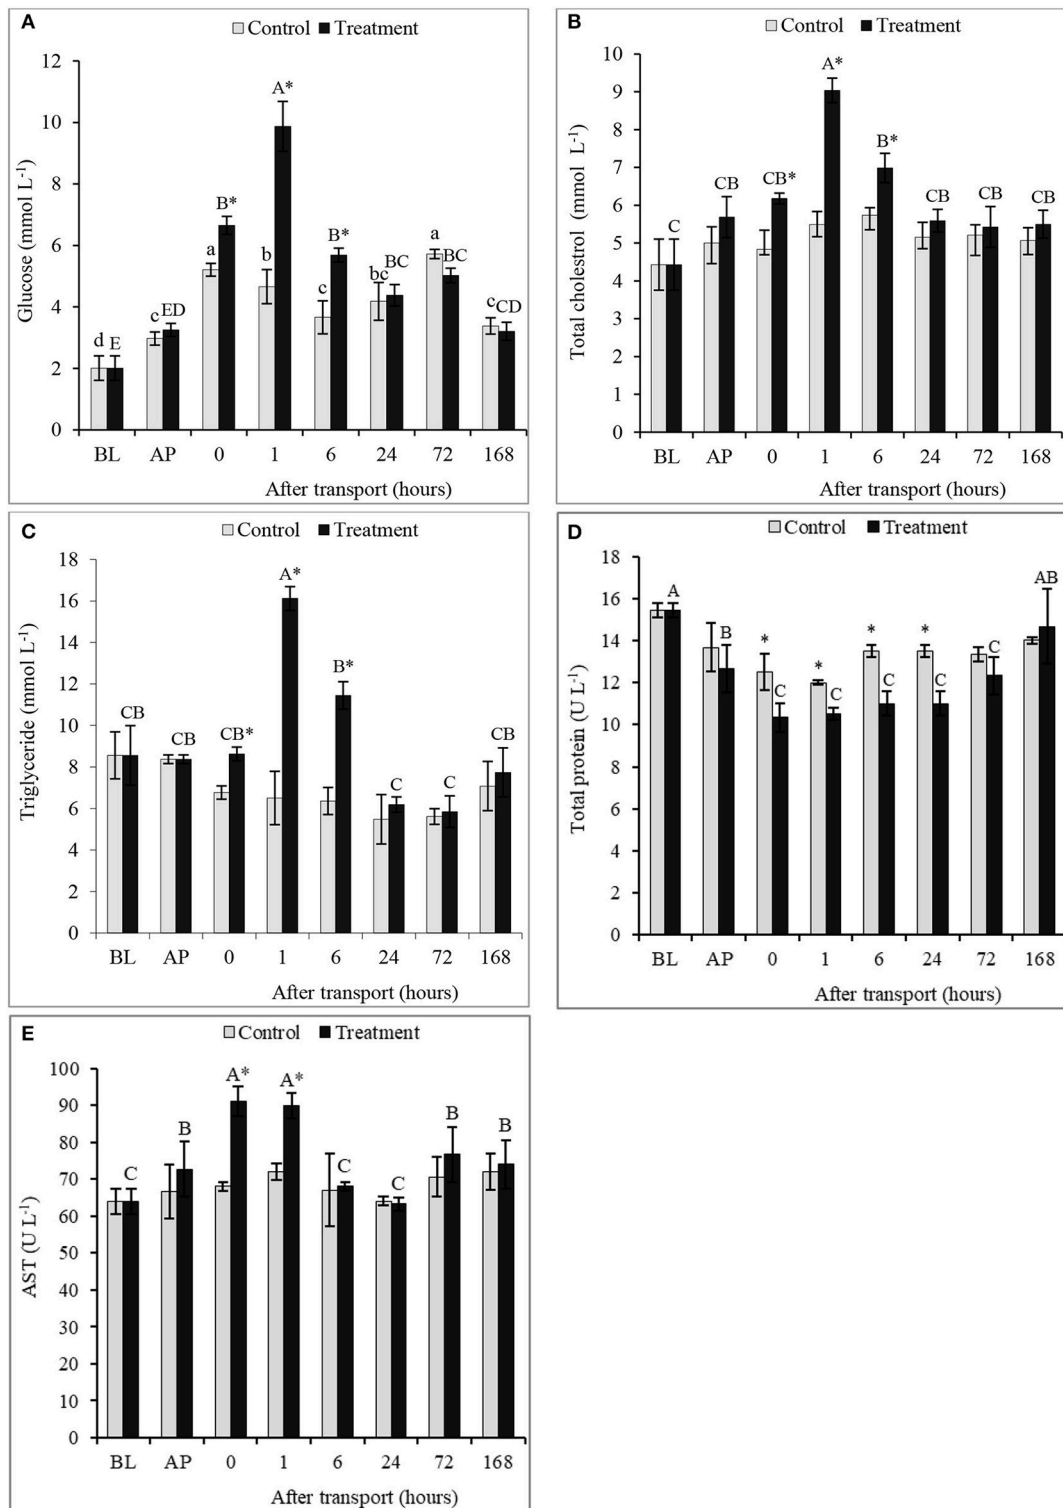 A
Control Treatment
Glucose (mmol L-1)
12
10
8
6
4
2
0
d E c ED a B* b A* c B* bc BC a BC c CD
BL AP 0 1 6 24 72 168
After transport (hours)
B
Control Treatment
Total cholestrol (mmol L-1)
10
9
8
7
6
5
4
3
2
1
0
C CB CB* A* B* CB CB CB
BL AP 0 1 6 24 72 168
After transport (hours)
C
Control Treatment
Triglyceride (mmol L-1)
18
16
14
12
10
8
6
4
2
0
CB CB CB* A* B* C C CB
BL AP 0 1 6 24 72 168
After transport (hours)
D
Control Treatment
Total protein (U L-1)
18
16
14
12
10
8
6
4
2
0
A B * C * C * C * C C AB
BL AP 0 1 6 24 72 168
After transport (hours)
E
Control Treatment
AST (U L-1)
100
90
80
70
60
50
40
30
20
10
0
C B A* A* C C B B
BL AP 0 1 6 24 72 168
After transport (hours)